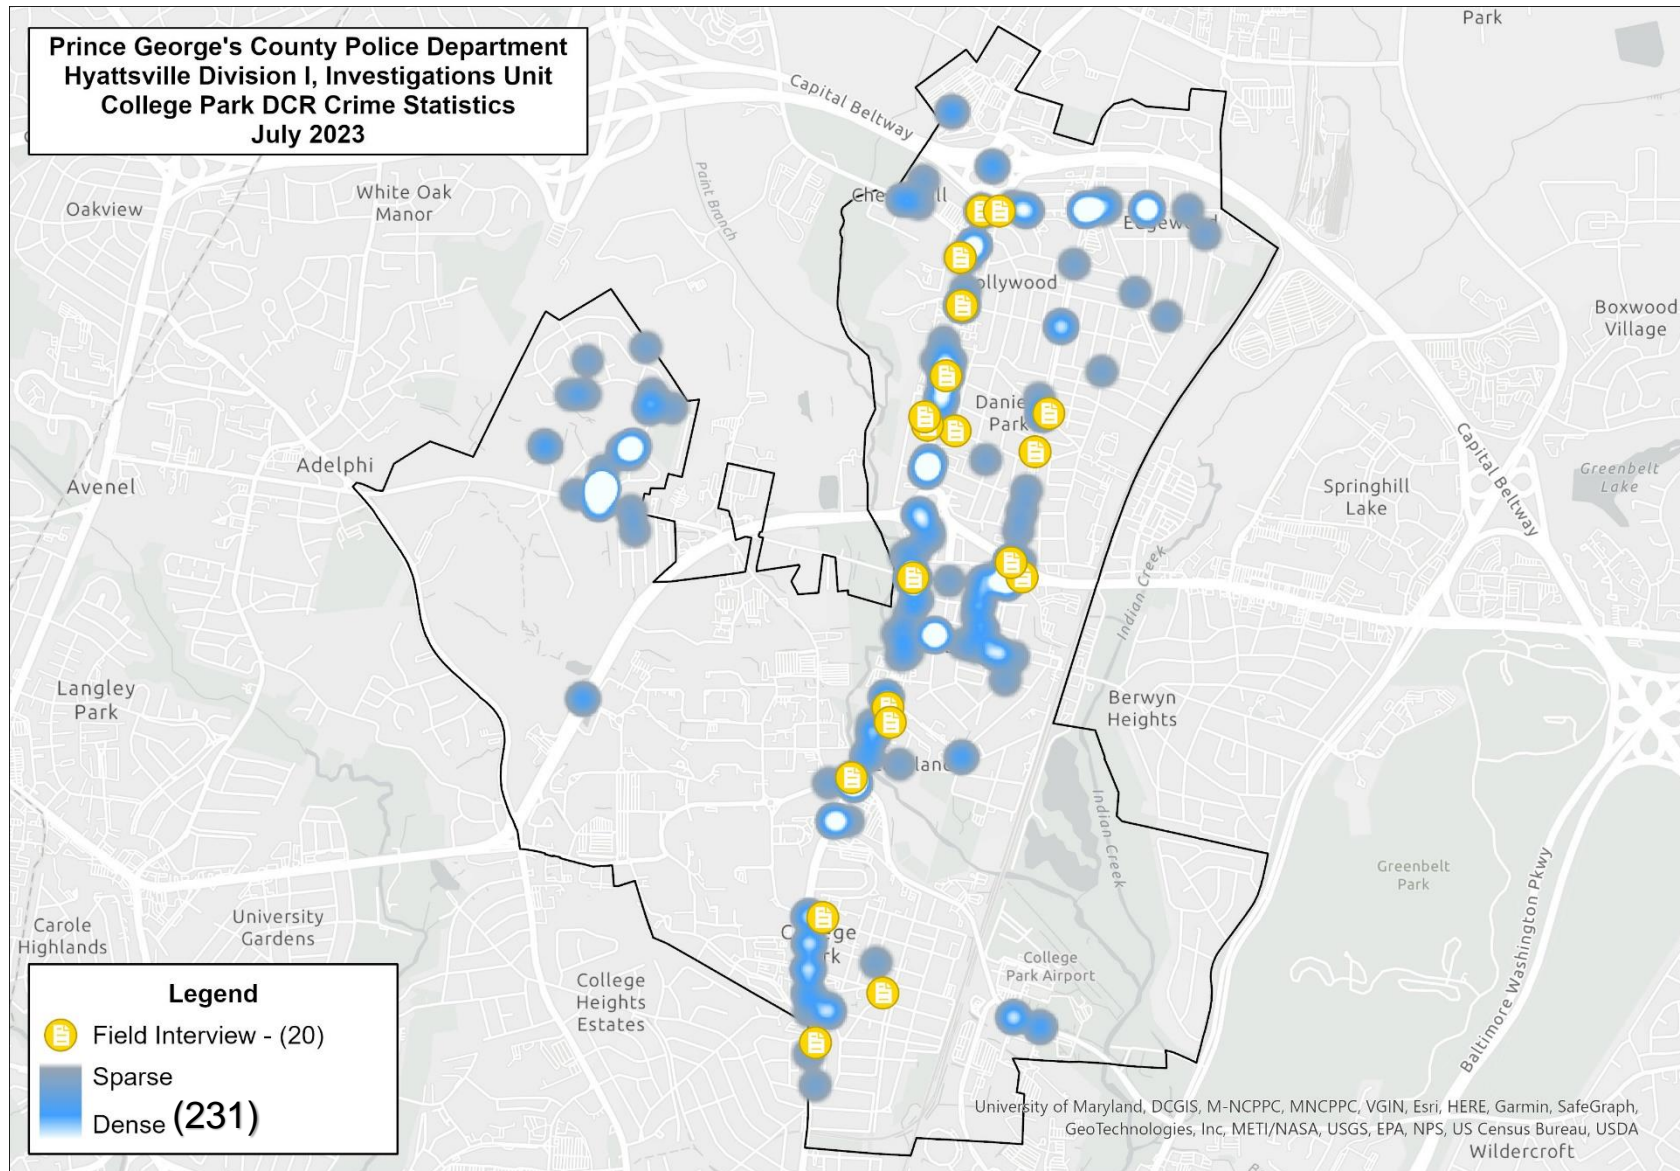 Prince George's County Police Department
Hyattsville Division I, Investigations Unit
College Park DCR Crime Statistics
July 2023
Park
Capital Beltway
White Oak
Manor
Oakview
Paint Branch
Boxwood
Village
Park
Adelphi
Avenel
Capital Beltway
Greenbelt
Lake
Springhill
Lake
Indian Creek
Langley
Park
Berwyn
Heights
Indian Creek
Greenbelt
Park
Baltimore Washington Pkwy
Carole
Highlands
University
Gardens
College
Park Airport
College
Heights
Estates
Legend
Field Interview - (20)
Sparse
Dense (231)
University of Maryland, DCGIS, M-NCPPC, MNCPPC, VGIN, Esri, HERE, Garmin, SafeGraph,
GeoTechnologies, Inc, METI/NASA, USGS, EPA, NPS, US Census Bureau, USDA
Wildercroft